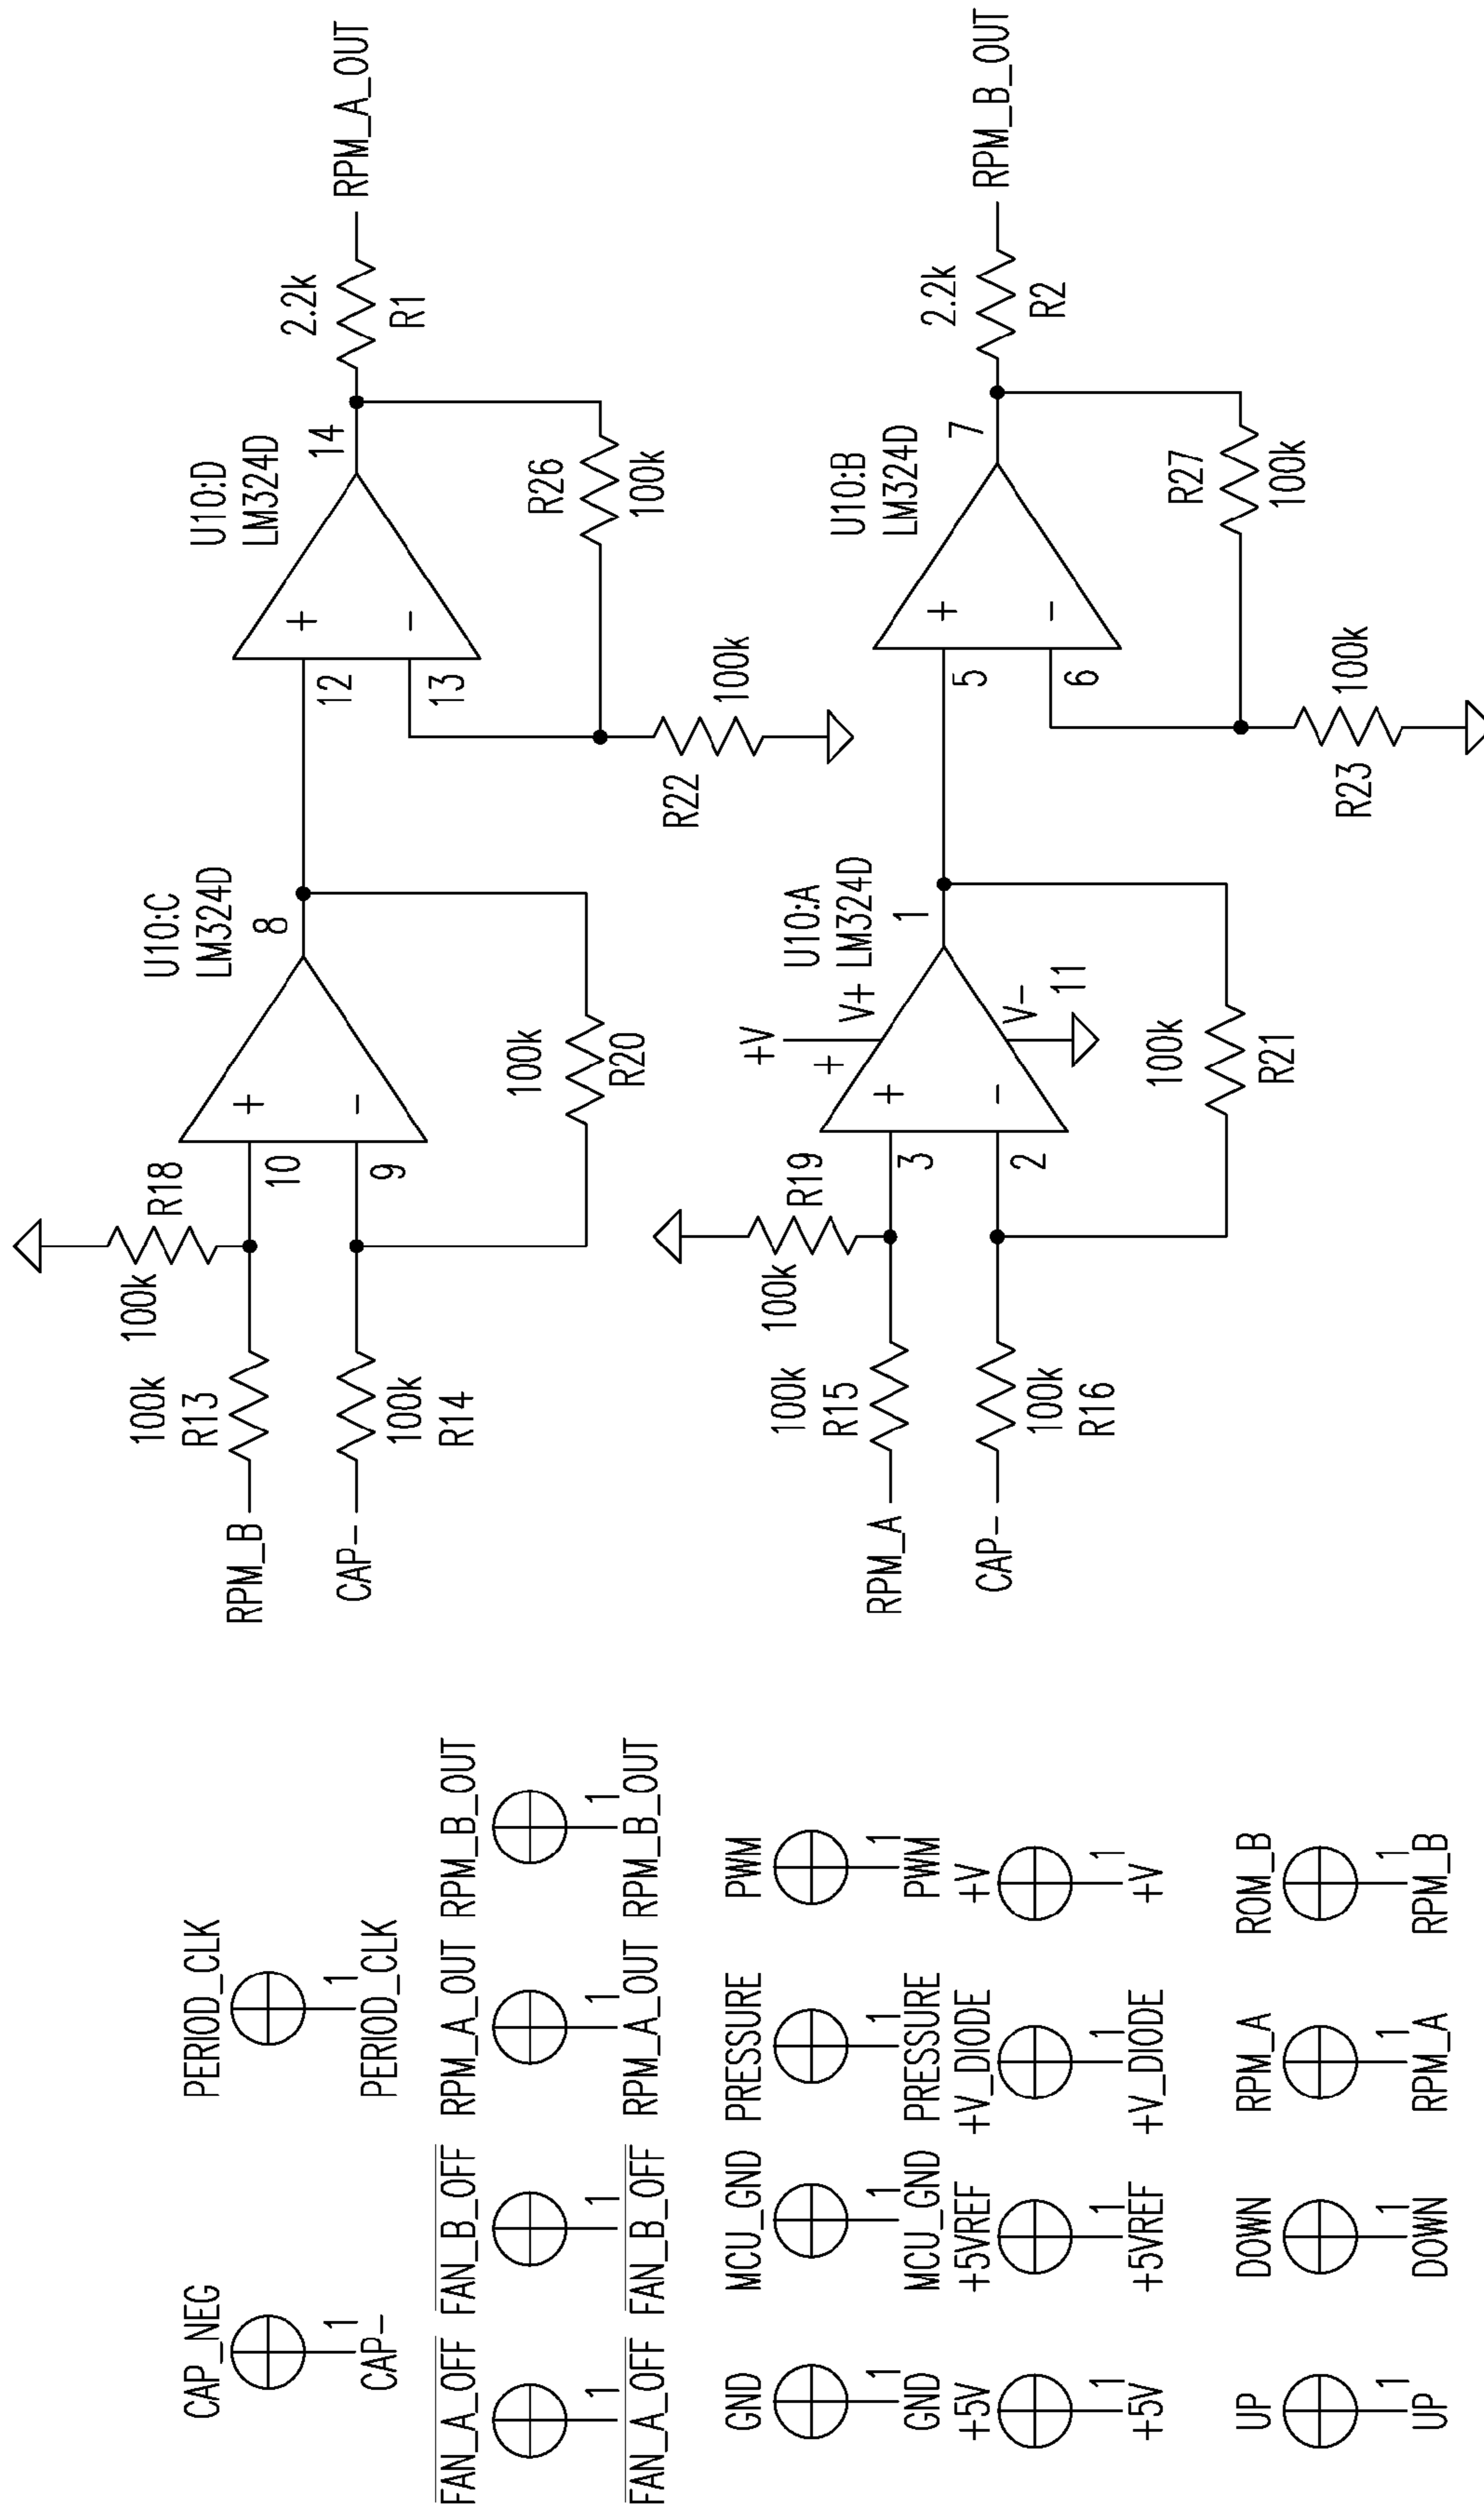 CAP_NEG
1
CAP-
PERIOD_CLK
1
PERIOD_CLK
FAN_A_OFF
1
FAN_A_OFF
FAN_B_OFF
1
FAN_B_OFF
RPM_A_OUT
1
RPM_A_OUT
RPM_B_OUT
1
RPM_B_OUT
GND
1
GND
MCU_GND
1
MCU_GND
PRESSURE
1
PRESSURE
PWM
1
PWM
+5V
1
+5V
+5VREF
1
+5VREF
+V_DIODE
1
+V_DIODE
+V
1
+V
UP
1
UP
DOWN
1
DOWN
RPM_A
1
RPM_A
ROM_B
1
RPM_B
RPM_B
100k
R13
100k
R18
CAP-
100k
R14
10
9
+
-
U10:C
LM324D
8
100k
R20
12
13
+
-
U10:D
LM324D
14
R26
100k
R22
100k
2.2k
R1
RPM_A_OUT
RPM_A
100k
R15
100k
R19
CAP-
100k
R16
3
2
+
-
+V
+
V+
V-
11
U10:A
LM324D
1
100k
R21
5
6
+
-
U10:B
LM324D
7
R27
100k
R23
100k
2.2k
R2
RPM_B_OUT